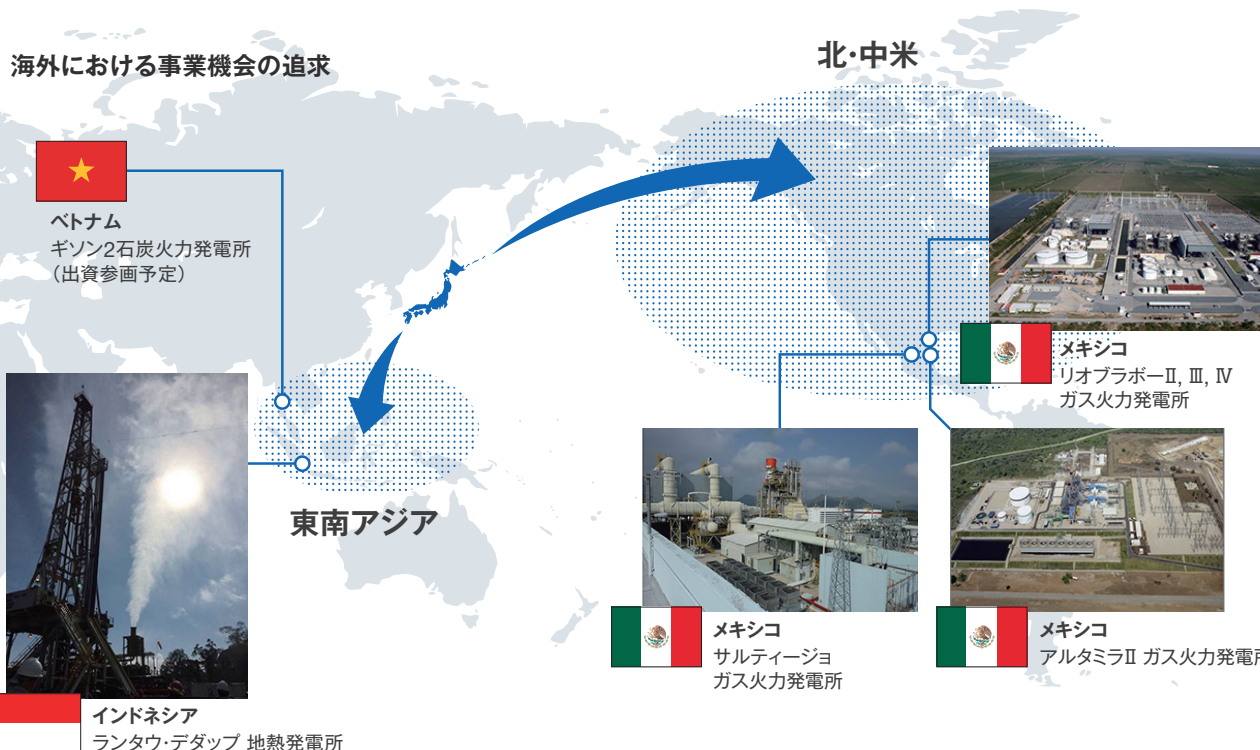 海外における事業機会の追求
北・中米
ベトナム
ギソン2石炭火力発電所
（出資参画予定）
メキシコ
リオブラボーⅡ, Ⅲ, Ⅳ
ガス火力発電所
東南アジア
メキシコ
サルティージョ
ガス火力発電所
メキシコ
アルタミラⅡ ガス火力発電所
インドネシア
ランタウ・デダップ 地熱発電所